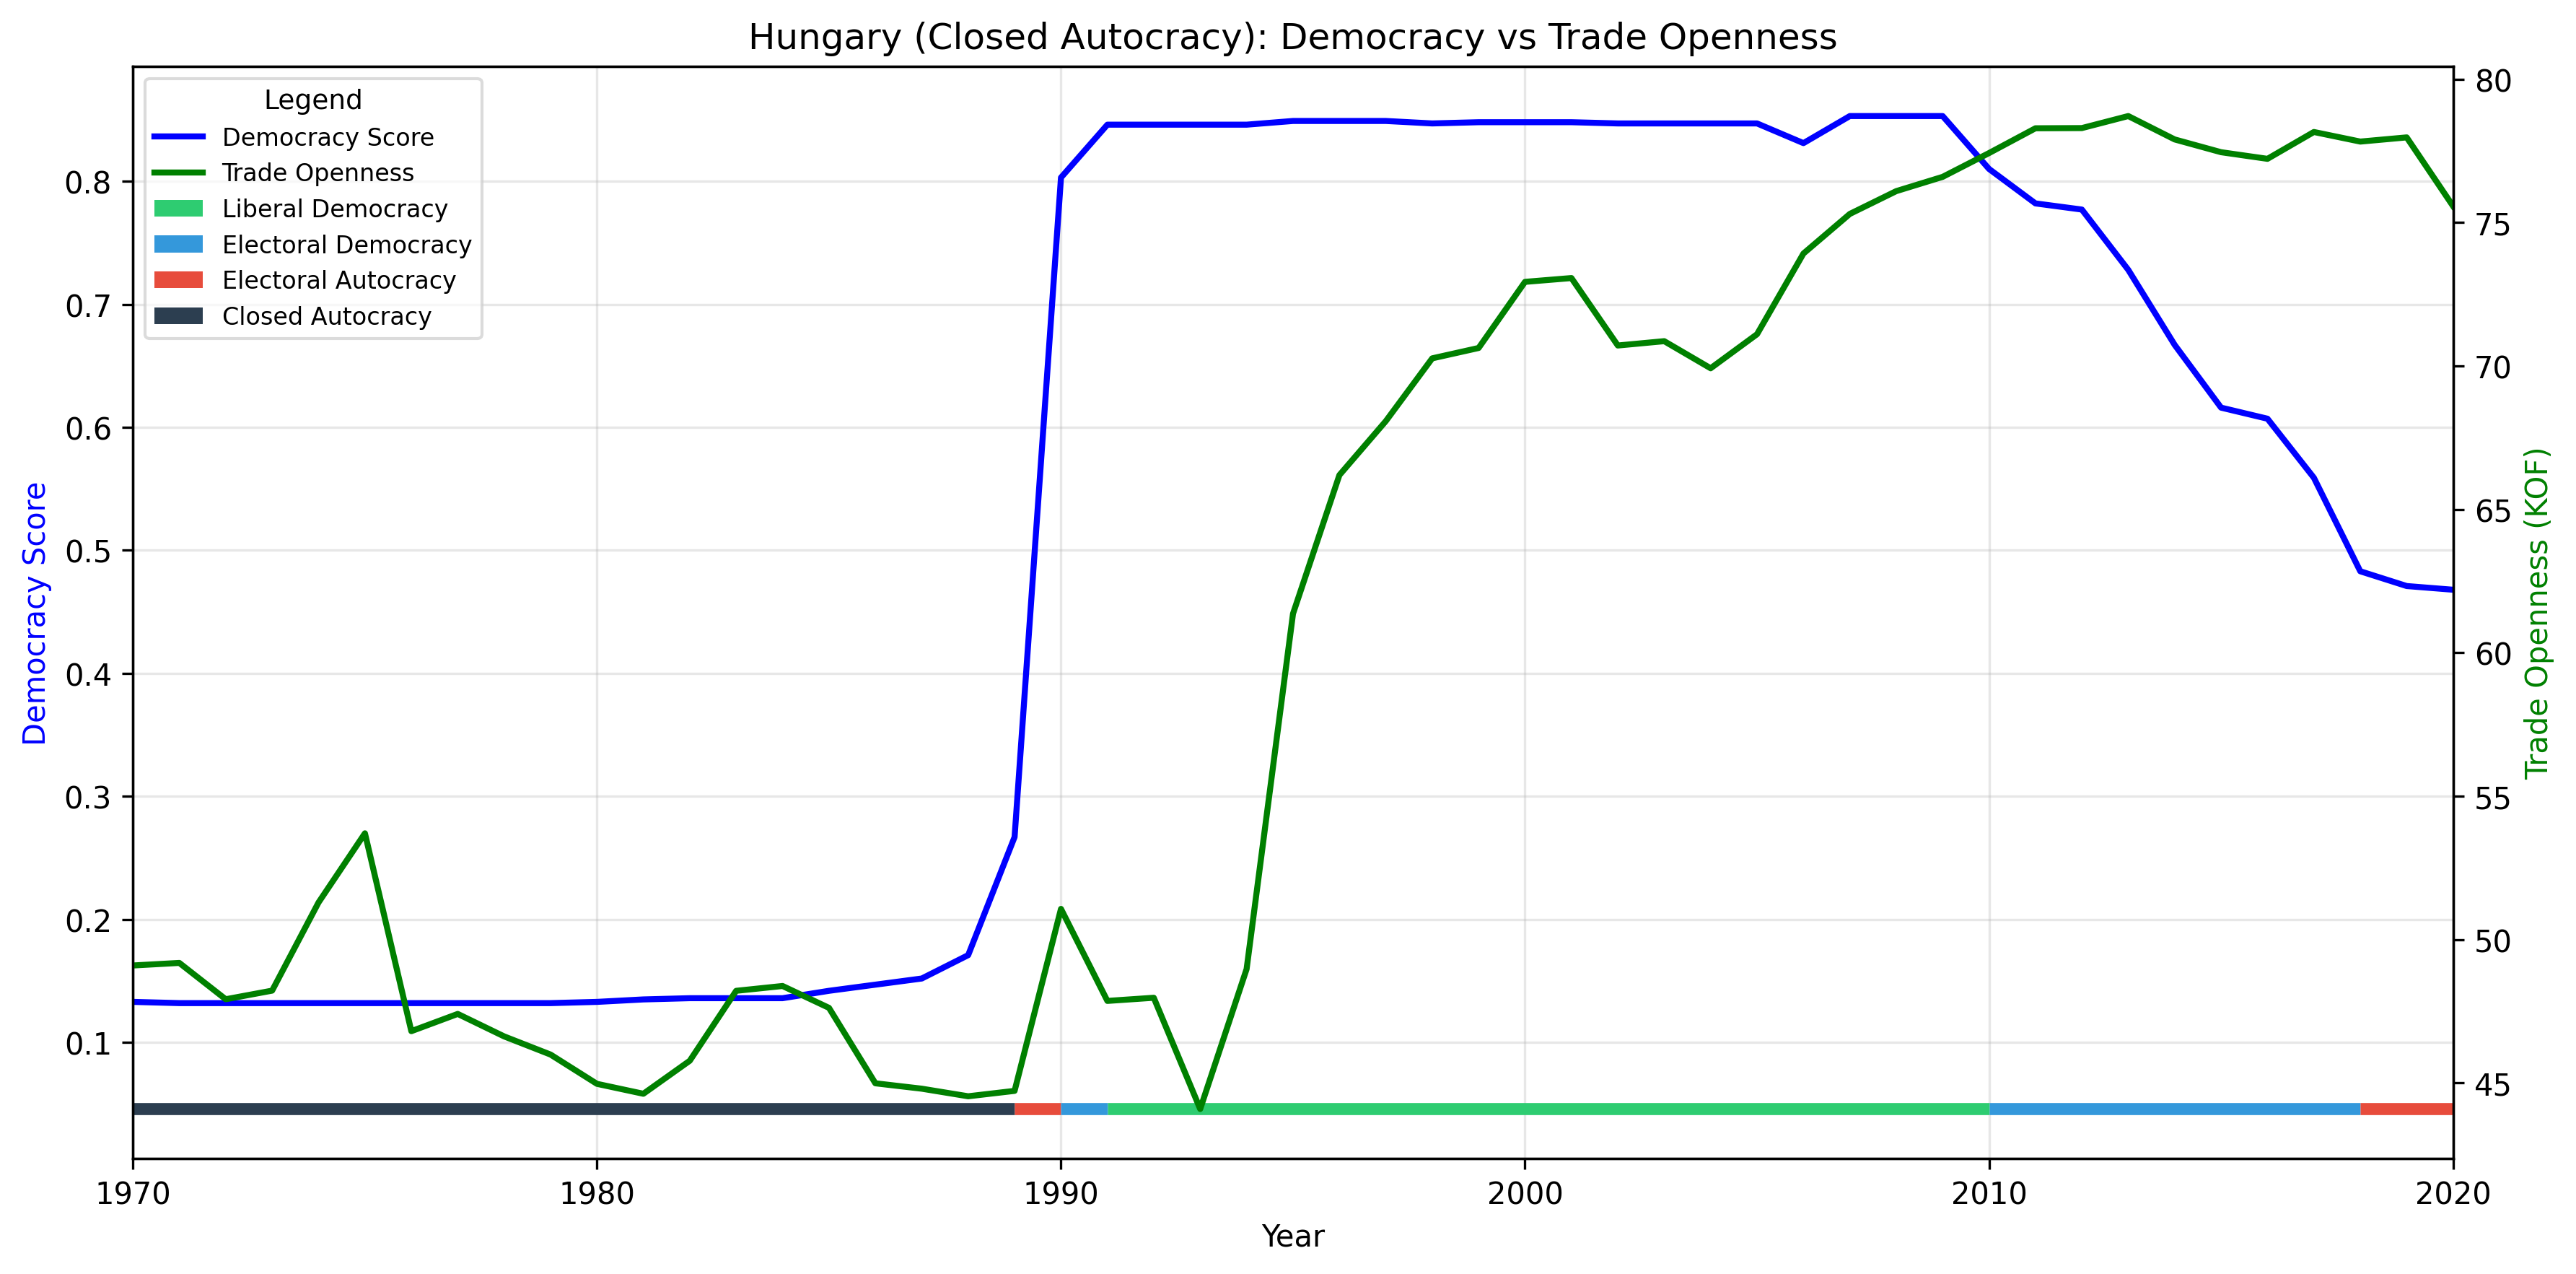 Hungary (Closed Autocracy): Democracy vs Trade Openness
Legend
Democracy Score
Trade Openness
Liberal Democracy
Electoral Democracy
Electoral Autocracy
Closed Autocracy
Democracy Score
0.8
0.7
0.6
0.5
0.4
0.3
0.2
0.1
80
75
70
65
60
55
50
45
Trade Openness (KOF)
1970 1980 1990 2000 2010 2020
Year